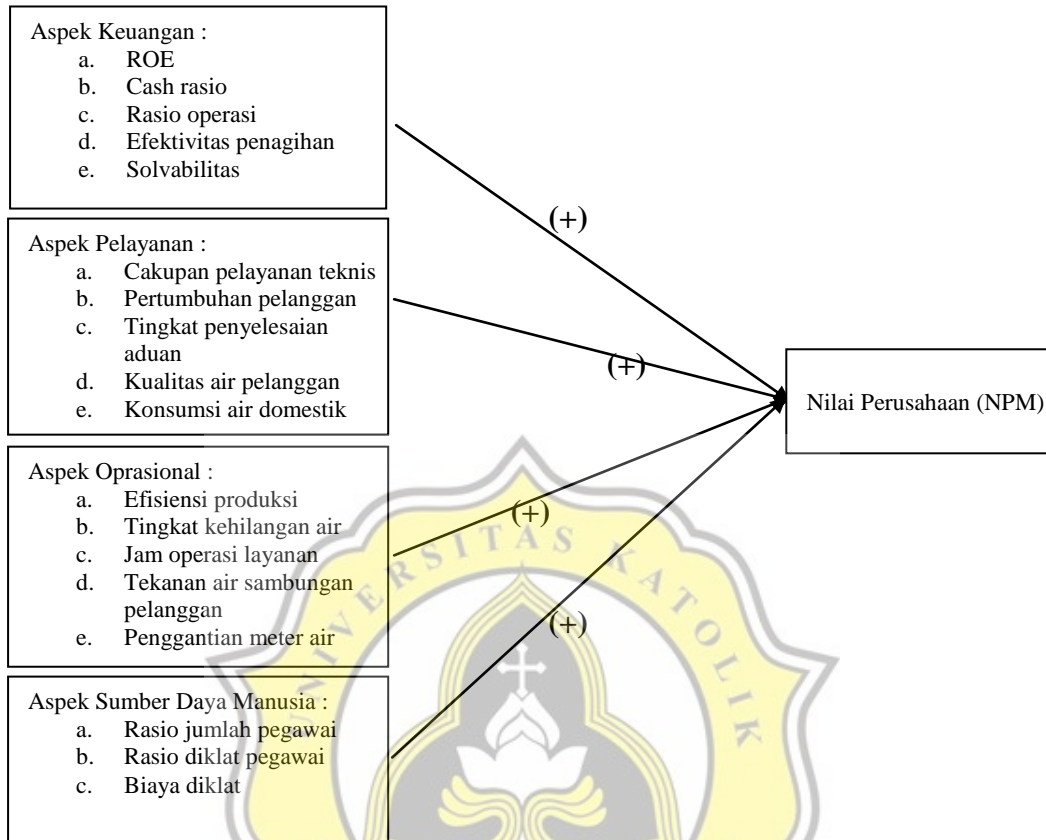 Aspek Keuangan :
a. ROE
b. Cash rasio
c. Rasio operasi
d. Efektivitas penagihan
e. Solvabilitas
(+)
Aspek Pelayanan :
a. Cakupan pelayanan teknis
b. Pertumbuhan pelanggan
c. Tingkat penyelesaian
aduan
d. Kualitas air pelanggan
e. Konsumsi air domestik
(+)
Nilai Perusahaan (NPM)
Aspek Oprasional :
a. Efisiensi produksi
b. Tingkat kehilangan air
c. Jam operasi layanan
d. Tekanan air sambungan
pelanggan
e. Penggantian meter air
(+)
Aspek Sumber Daya Manusia :
a. Rasio jumlah pegawai
b. Rasio diklat pegawai
c. Biaya diklat
(+)
UNIVERSITAS KATOLIK